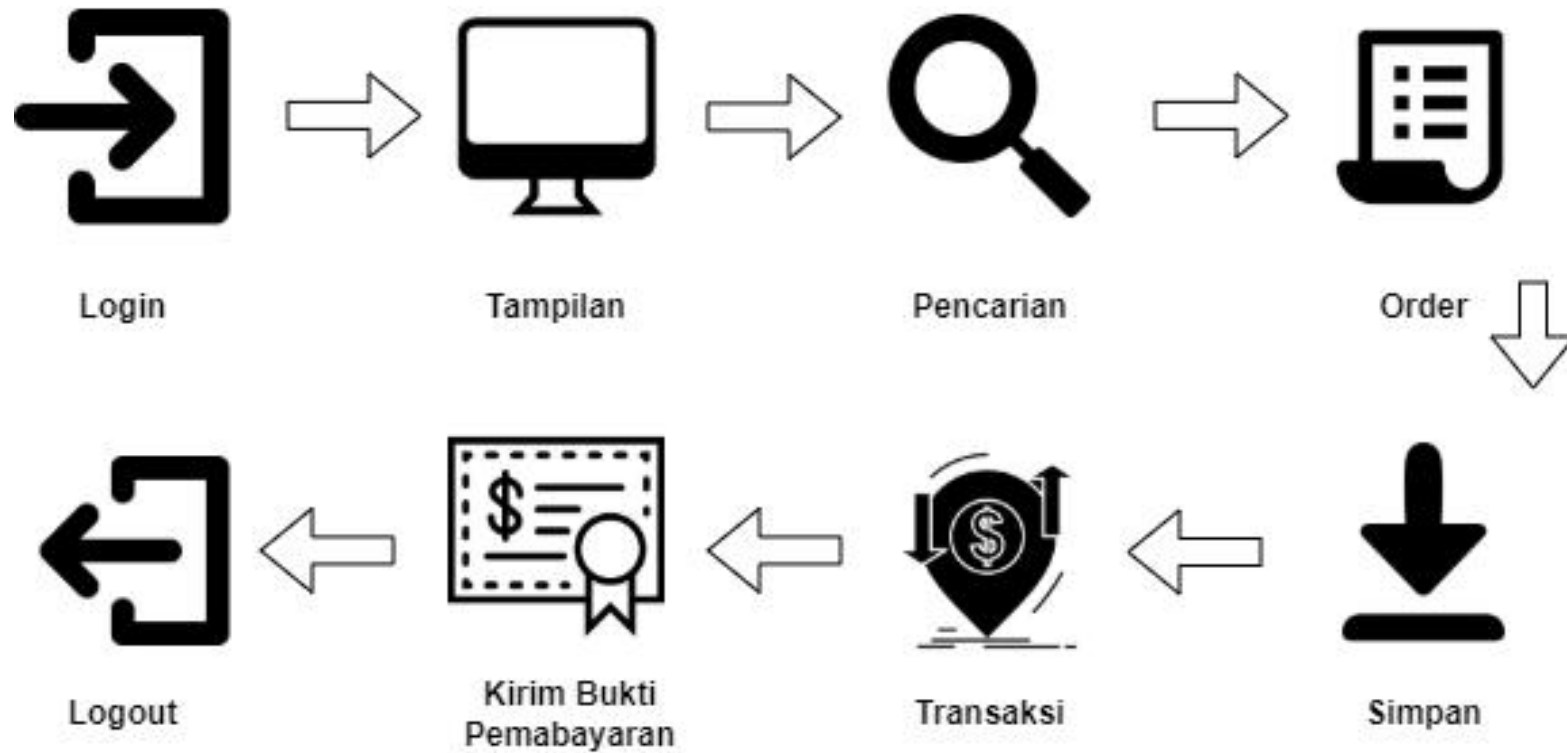 Login
Tampilan
Pencarian
Order
Logout
Kirim Bukti
Pemabayaran
Transaksi
Simpan